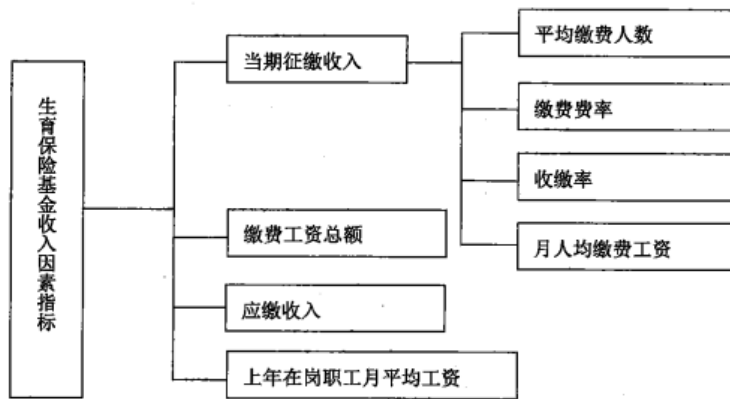 生育保险基金收入因素指标
当期征缴收入
缴费工资总额
应缴收入
上年在岗职工月平均工资
平均缴费人数
缴费费率
收缴率
月人均缴费工资